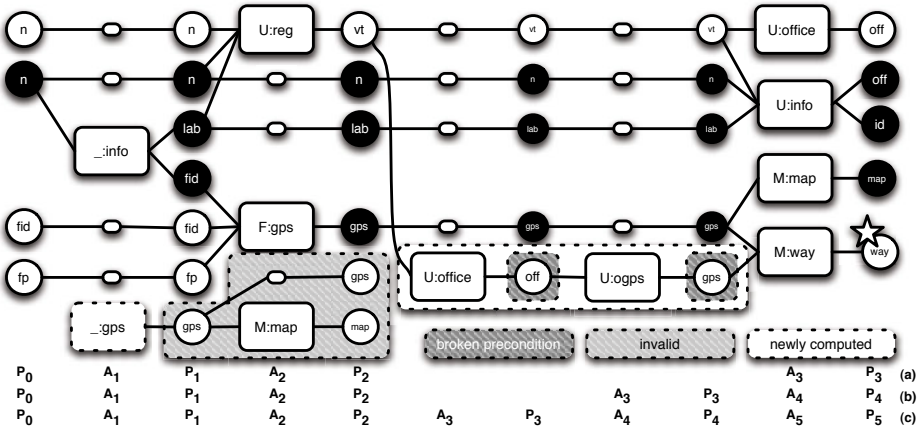 n n U:reg vt vt vt U:office off
n n n n n U:info off
lab lab lab lab id
_:info
fid M:map map
fid fid F:gps gps gps gps M:way way
fp fp gps U:office off U:ogps gps
_:gps gps M:map map
broken precondition invalid newly computed
P0 A1 P1 A2 P2 A3 P3 (a)
P0 A1 P1 A2 P2 A3 P3 A4 P4 (b)
P0 A1 P1 A2 P2 A3 P3 A4 P4 A5 P5 (c)